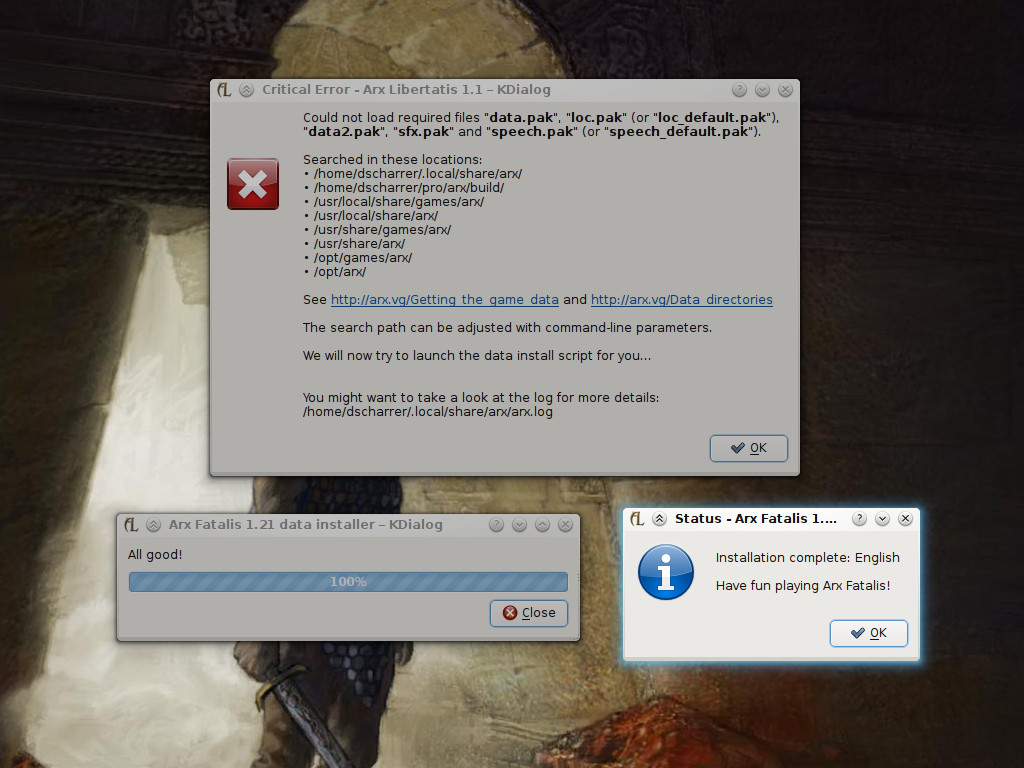 Critical Error - Arx Libertatis 1.1 – KDialog
Could not load required files "data.pak", "loc.pak" (or "loc_default.pak"),
"data2.pak", "sfx.pak" and "speech.pak" (or "speech_default.pak").
Searched in these locations:
• /home/dscharrer/.local/share/arx/
• /home/dscharrer/pro/arx/build/
• /usr/local/share/games/arx/
• /usr/local/share/arx/
• /usr/share/games/arx/
• /usr/share/arx/
• /opt/games/arx/
• /opt/arx/
See http://arx.vg/Getting_the_game_data and http://arx.vg/Data_directories
The search path can be adjusted with command-line parameters.
We will now try to launch the data install script for you...
You might want to take a look at the log for more details:
/home/dscharrer/.local/share/arx/arx.log
OK
Arx Fatalis 1.21 data installer – KDialog
All good!
100%
Close
Status - Arx Fatalis 1....
Installation complete: English
Have fun playing Arx Fatalis!
OK